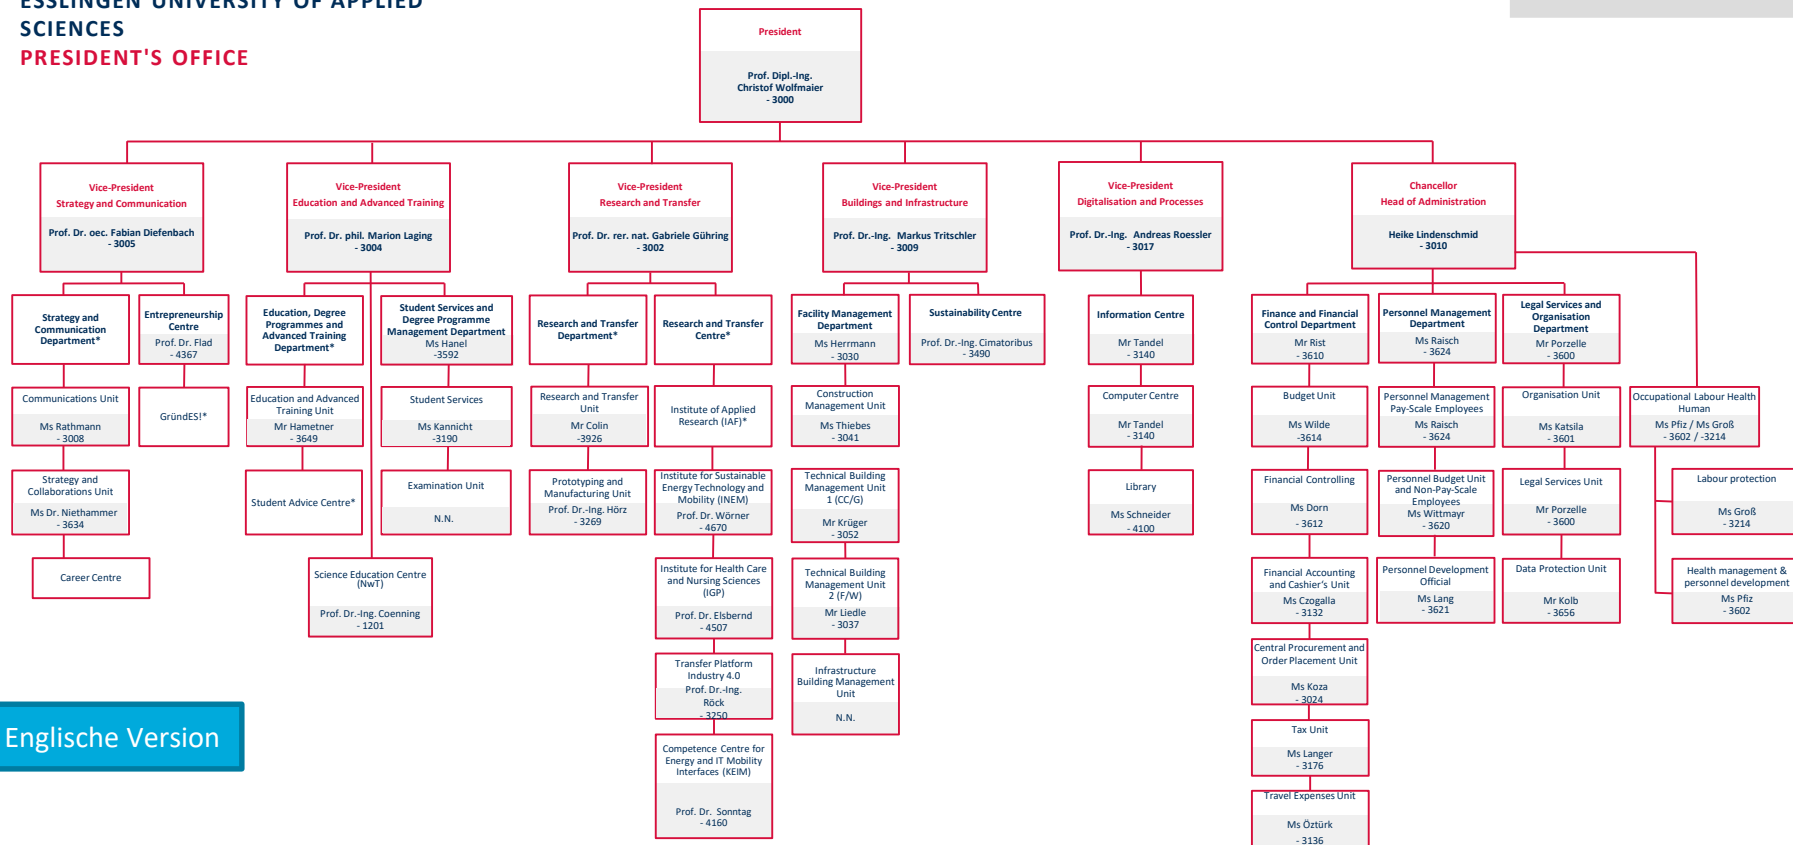 ESSLINGEN UNIVERSITY OF APPLIED
SCIENCES
PRESIDENT'S OFFICE
President
Prof. Dipl.-Ing.
Christof Wolfmaier
- 3000
Vice-President
Strategy and Communication
Prof. Dr. oec. Fabian Diefenbach
- 3005
Vice-President
Education and Advanced Training
Prof. Dr. phil. Marion Laging
- 3004
Vice-President
Research and Transfer
Prof. Dr. rer. nat. Gabriele Gühring
- 3002
Vice-President
Buildings and Infrastructure
Prof. Dr.-Ing. Markus Tritschler
- 3009
Vice-President
Digitalisation and Processes
Prof. Dr.-Ing. Andreas Roessler
- 3017
Chancellor
Head of Administration
Heike Lindenschmid
- 3010
Strategy and
Communication
Department*
Entrepreneurship
Centre
Prof. Dr. Flad
- 4367
Education, Degree
Programmes and
Advanced Training
Department*
Student Services and
Degree Programme
Management Department
Ms Hanel
-3592
Research and Transfer
Department*
Research and Transfer
Centre*
Facility Management
Department
Ms Herrmann
- 3030
Sustainability Centre
Prof. Dr.-Ing. Cimatoribus
- 3490
Information Centre
Mr Tandel
- 3140
Finance and Financial
Control Department
Mr Rist
- 3610
Personnel Management
Department
Ms Raisch
- 3624
Legal Services and
Organisation
Department
Mr Porzelle
- 3600
Communications Unit
Ms Rathmann
- 3008
GründES!*
Education and Advanced
Training Unit
Mr Hametner
- 3649
Student Services
Ms Kannicht
-3190
Research and Transfer
Unit
Mr Colin
-3926
Institute of Applied
Research (IAF)*
Construction
Management Unit
Ms Thiebes
- 3041
Computer Centre
Mr Tandel
- 3140
Budget Unit
Ms Wilde
-3614
Personnel Management
Pay-Scale Employees
Ms Raisch
- 3624
Organisation Unit
Ms Katsila
- 3601
Occupational Labour Health
Human
Ms Pfiz / Ms Groß
- 3602 / -3214
Strategy and
Collaborations Unit
Ms Dr. Niethammer
- 3634
Student Advice Centre*
Examination Unit
N.N.
Prototyping and
Manufacturing Unit
Prof. Dr.-Ing. Hörz
- 3269
Institute for Sustainable
Energy Technology and
Mobility (INEM)
Prof. Dr. Wörner
- 4670
Technical Building
Management Unit
1 (CC/G)
Mr Krüger
- 3052
Library
Ms Schneider
- 4100
Financial Controlling
Ms Dorn
- 3612
Personnel Budget Unit
and Non-Pay-Scale
Employees
Ms Wittmayr
- 3620
Legal Services Unit
Mr Porzelle
- 3600
Labour protection
Ms Groß
- 3214
Career Centre
Science Education Centre
(NwT)
Prof. Dr.-Ing. Coenning
- 1201
Institute for Health Care
and Nursing Sciences
(IGP)
Prof. Dr. Elsbernd
- 4507
Technical Building
Management Unit
2 (F/W)
Mr Liedle
- 3037
Financial Accounting
and Cashier's Unit
Ms Czogalla
- 3132
Personnel Development
Official
Ms Lang
- 3621
Data Protection Unit
Mr Kolb
- 3656
Health management &
personnel development
Ms Pfiz
- 3602
Transfer Platform
Industry 4.0
Prof. Dr.-Ing.
Röck
- 3250
Infrastructure
Building Management
Unit
N.N.
Central Procurement and
Order Placement Unit
Ms Koza
- 3024
Competence Centre for
Energy and IT Mobility
Interfaces (KEIM)
Prof. Dr. Sonntag
- 4160
Tax Unit
Ms Langer
- 3176
Travel Expenses Unit
Ms Öztürk
- 3136
Englische Version